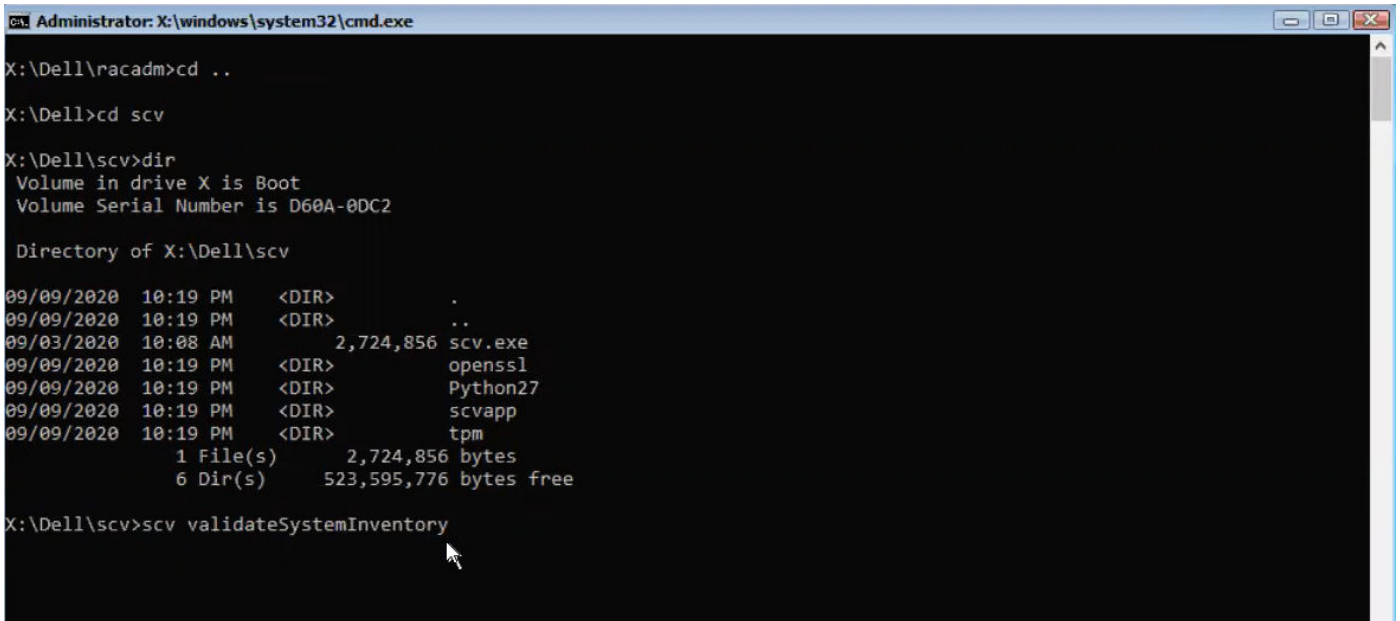 Administrator: X:\windows\system32\cmd.exe
X:\Dell\racadm>cd ..
X:\Dell>cd scv
X:\Dell\scv>dir
 Volume in drive X is Boot
 Volume Serial Number is D60A-0DC2
 Directory of X:\Dell\scv
09/09/2020  10:19 PM    <DIR>          .
09/09/2020  10:19 PM    <DIR>          ..
09/03/2020  10:08 AM         2,724,856 scv.exe
09/09/2020  10:19 PM    <DIR>          openssl
09/09/2020  10:19 PM    <DIR>          Python27
09/09/2020  10:19 PM    <DIR>          scvapp
09/09/2020  10:19 PM    <DIR>          tpm
               1 File(s)      2,724,856 bytes
               6 Dir(s)     523,595,776 bytes free
X:\Dell\scv>scv validateSystemInventory